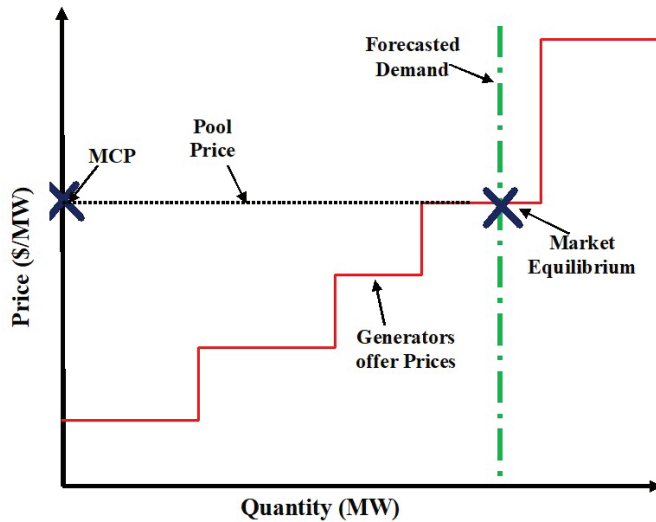 Forecasted
Demand
Pool
Price
MCP
Price ($/MW)
Market
Equilibrium
Generators
offer Prices
Quantity (MW)